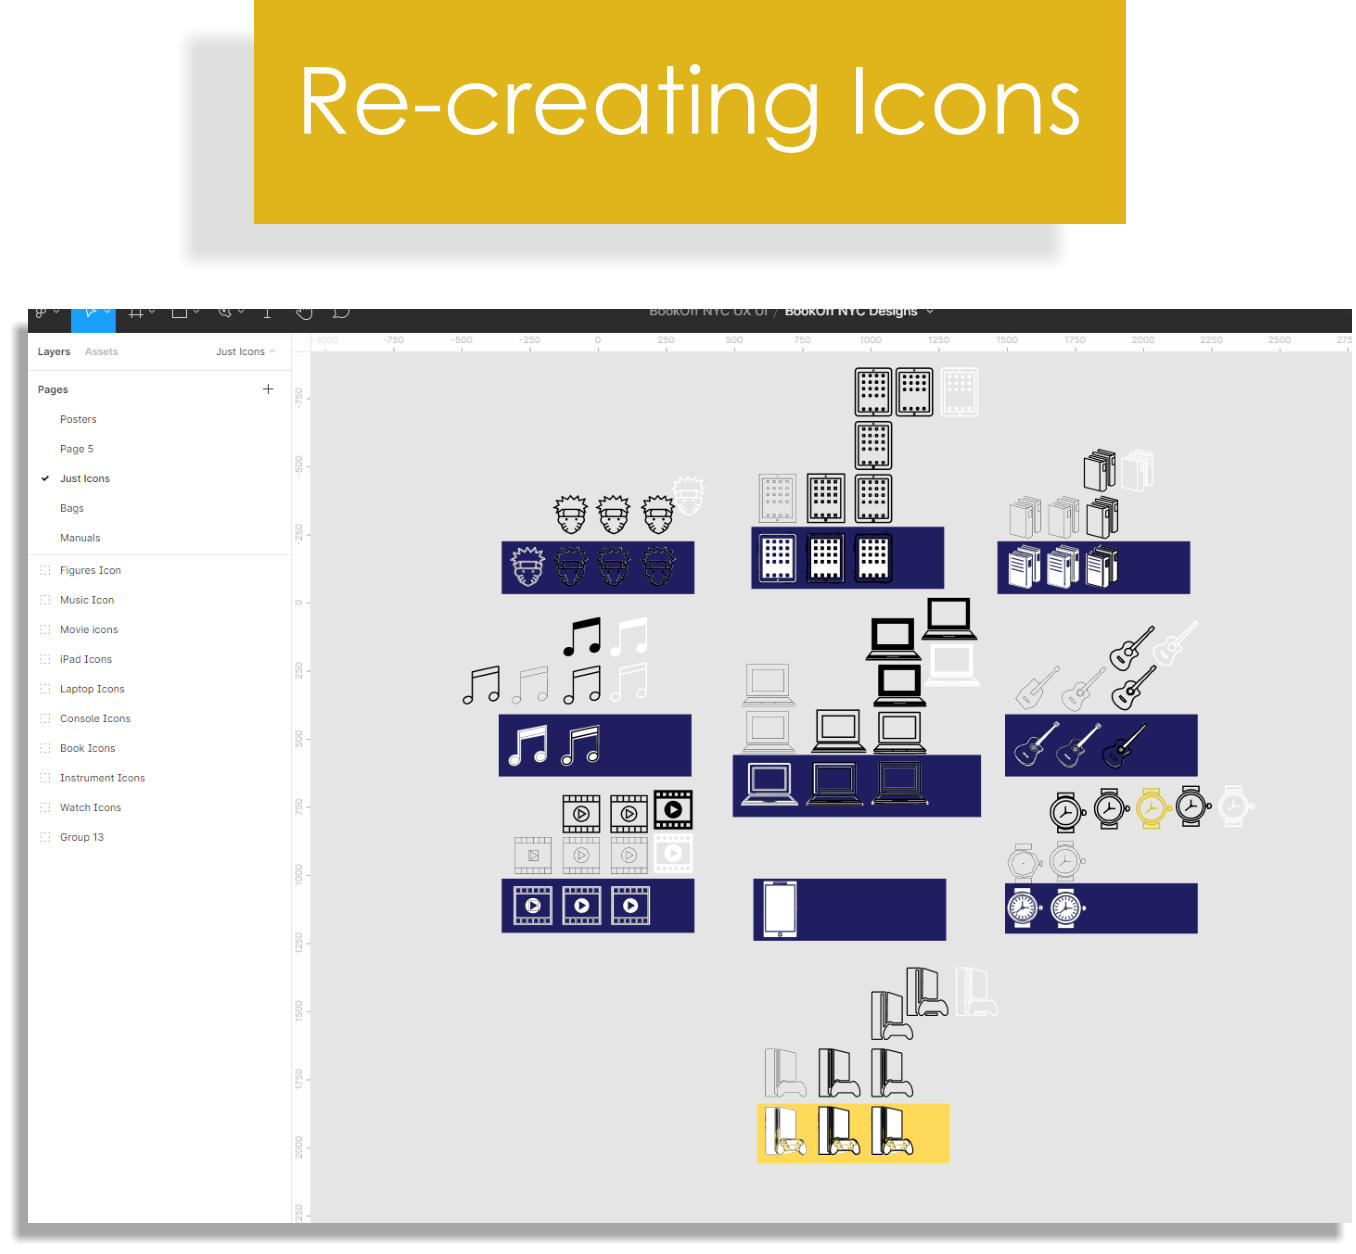 Re-creating Icons
BookOff NYC UX UI / BookOff NYC Designs
Layers Assets Just Icons
-1000 -750 -500 -250 0 250 500 750 1000 1250 1500 1750 2000 2250 2500
Pages
Posters
Page 5
Just Icons
Bags
Manuals
Figures Icon
Music Icon
Movie icons
iPad Icons
Laptop Icons
Console Icons
Book Icons
Instrument Icons
Watch Icons
Group 13
-750
-500
-250
0
250
500
750
1000
1250
1500
1750
2000